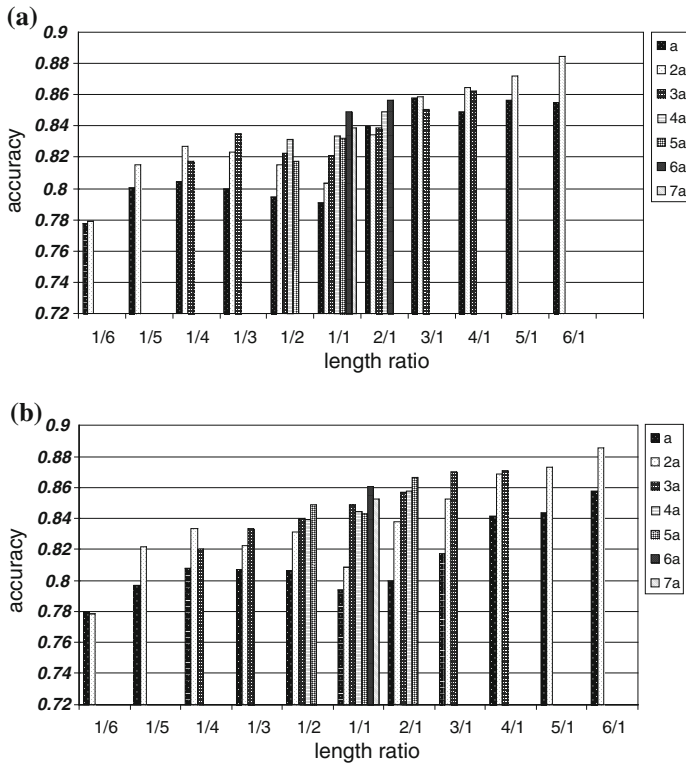 (a)
0.9
0.88
0.86
0.84
0.82
0.8
0.78
0.76
0.74
0.72
accuracy
1/6 1/5 1/4 1/3 1/2 1/1 2/1 3/1 4/1 5/1 6/1
length ratio
a
2a
3a
4a
5a
6a
7a
(b)
0.9
0.88
0.86
0.84
0.82
0.8
0.78
0.76
0.74
0.72
accuracy
1/6 1/5 1/4 1/3 1/2 1/1 2/1 3/1 4/1 5/1 6/1
length ratio
a
2a
3a
4a
5a
6a
7a